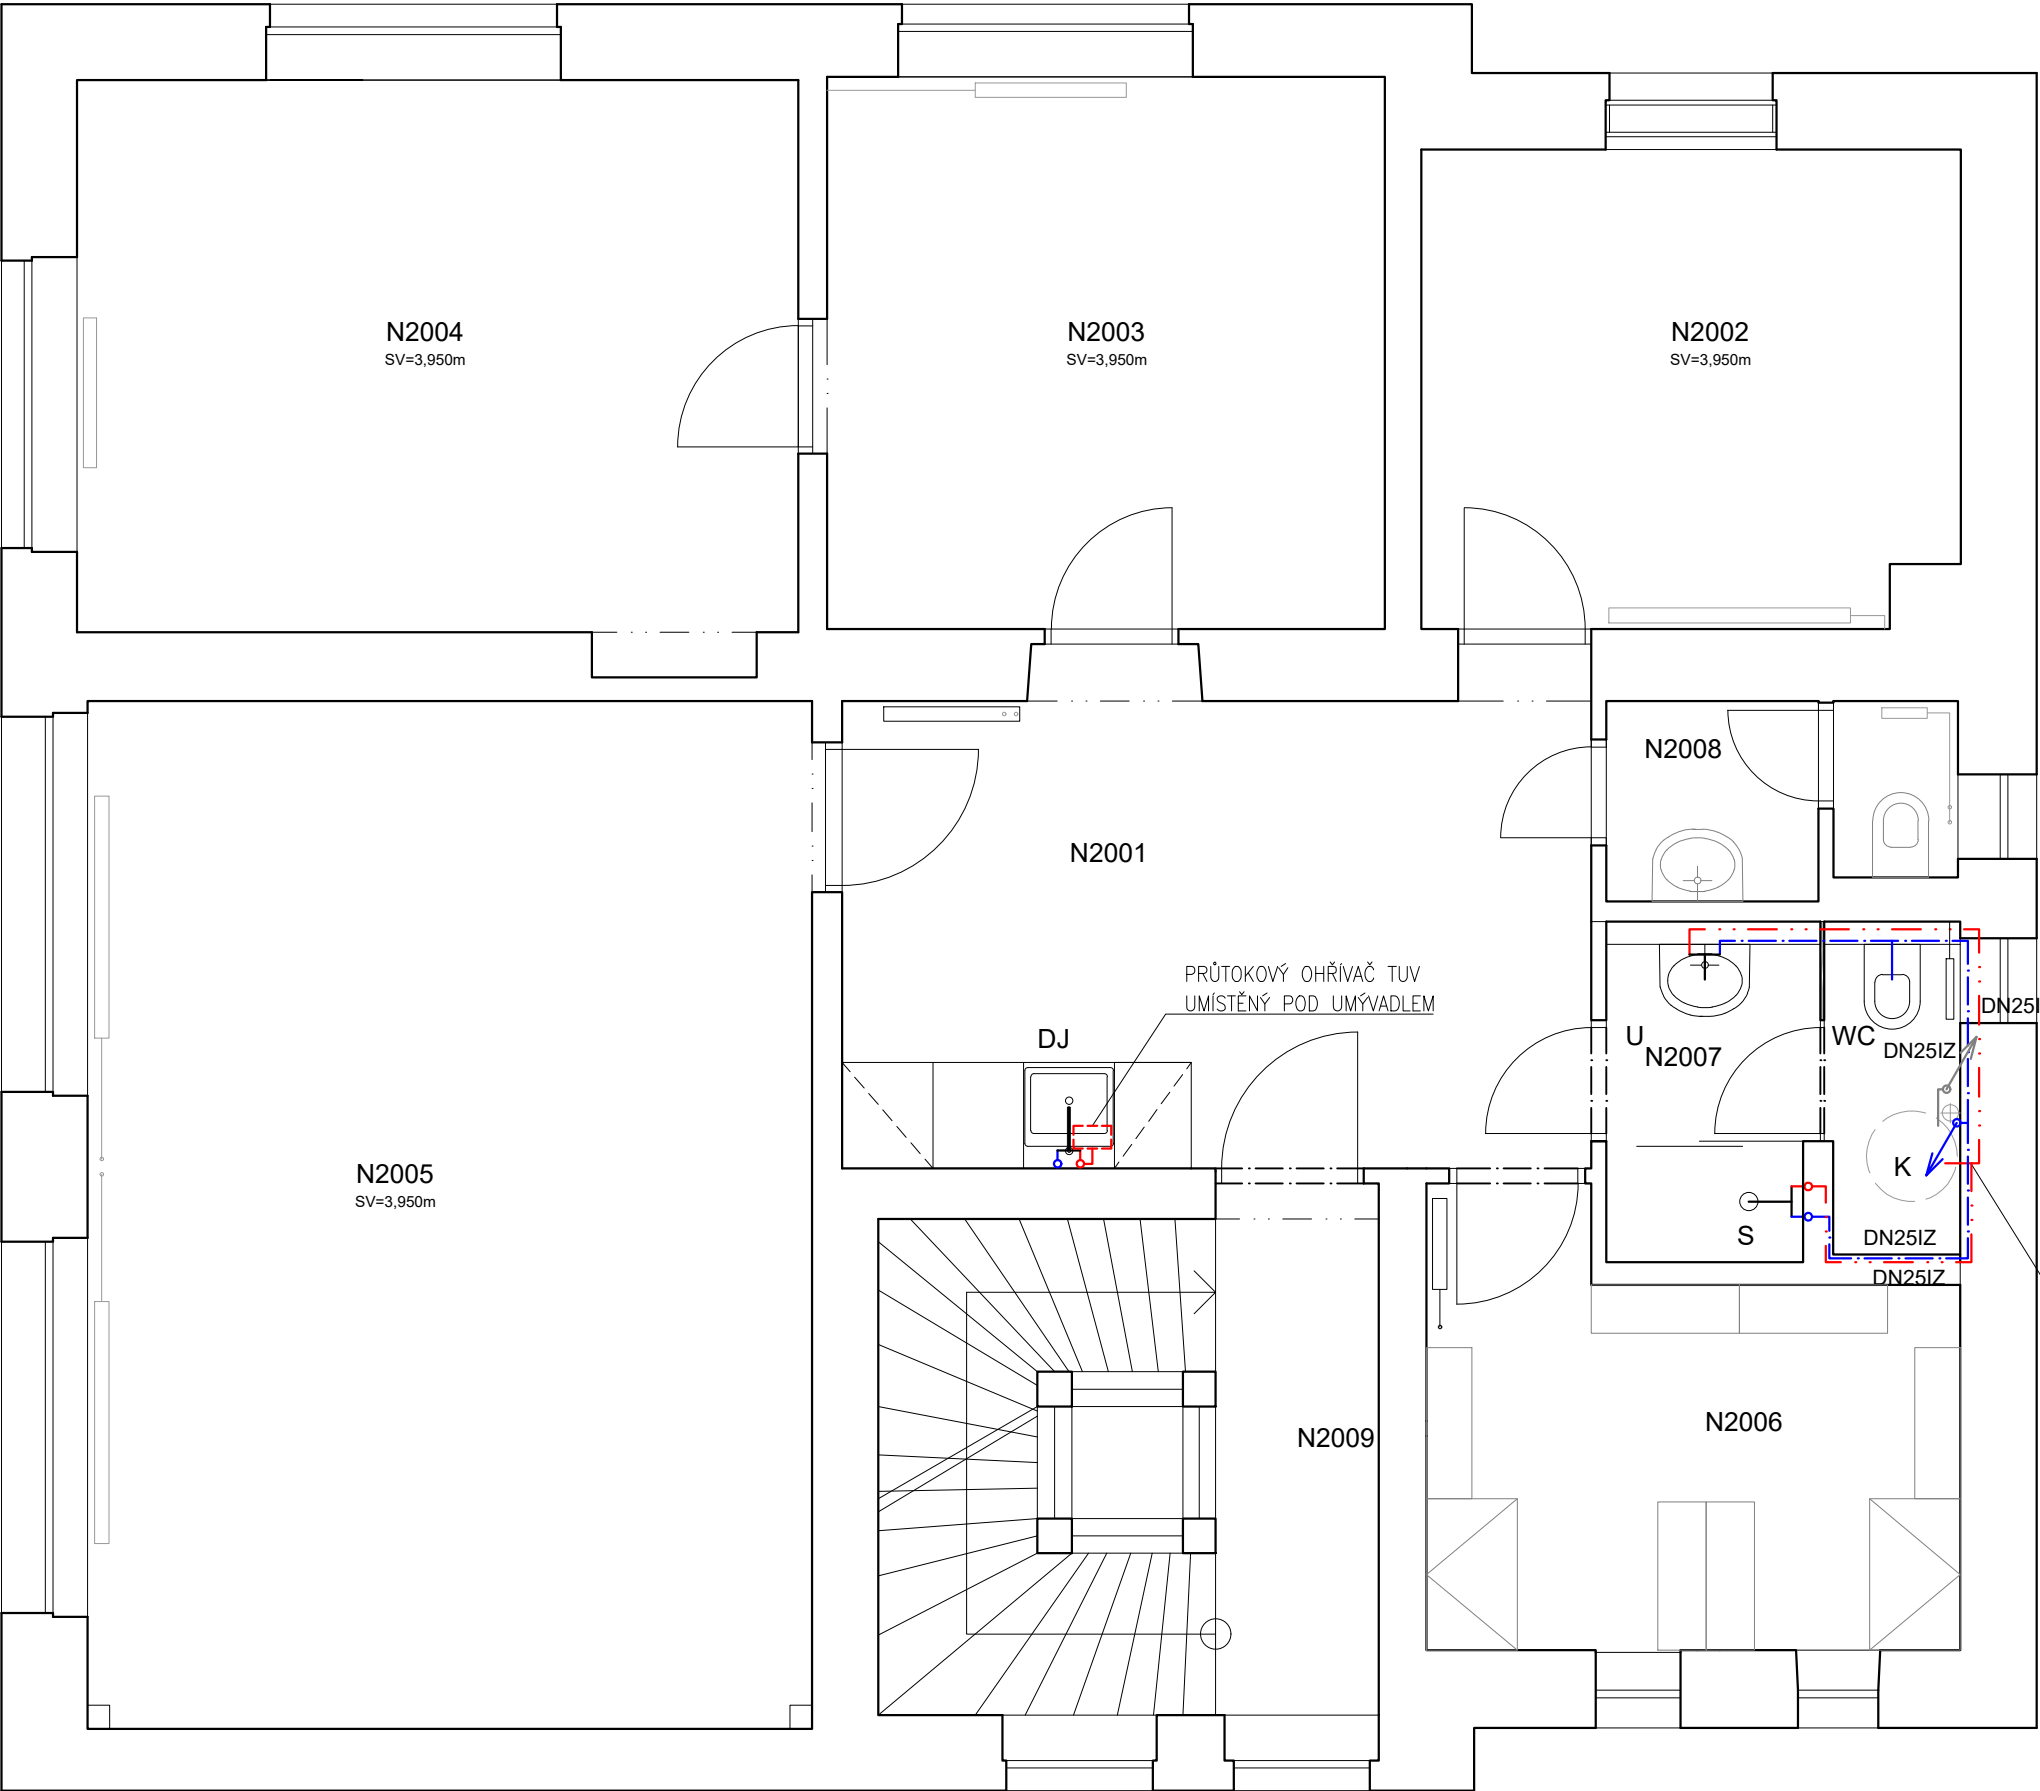 N2004
SV=3,950m
N2003
SV=3,950m
N2002
SV=3,950m
N2008
N2001
PRŮTOKOVÝ OHŘÍVAČ TUV
UMÍSTĚNÝ POD UMÝVADLEM
DJ
U
N2007
WC
DN25I
DN25IZ
K
S
DN25IZ
DN25IZ
N2005
SV=3,950m
N2009
N2006